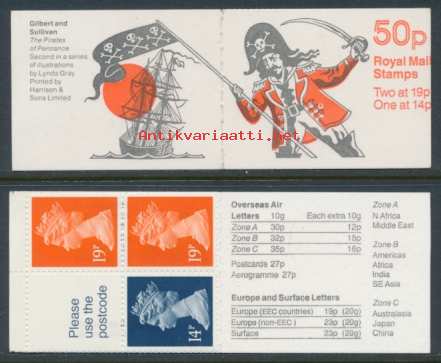 Gilbert and
Sullivan
The Pirates
of Penzance
Second in a series
of illustrations
by Lynda Gray
Printed by
Harrison &
Sons Limited
50p
Royal Mail
Stamps
Two at 19p
One at 14p
Antikvariaatti.net
19P
19P
Please
use the
postcode
14P
Overseas Air
Letters 10g Each extra 10g
Zone A 30p 12p
Zone B 32p 15p
Zone C 35p 16p
Postcards 27p
Aerogramme 27p
Europe and Surface Letters
Europe (EEC countries) 19p (20g)
Europe (non-EEC) 23p (20g)
Surface 23p (20g)
Zone A
N Africa
Middle East
Zone B
Americas
Africa
India
SE Asia
Zone C
Australasia
Japan
China